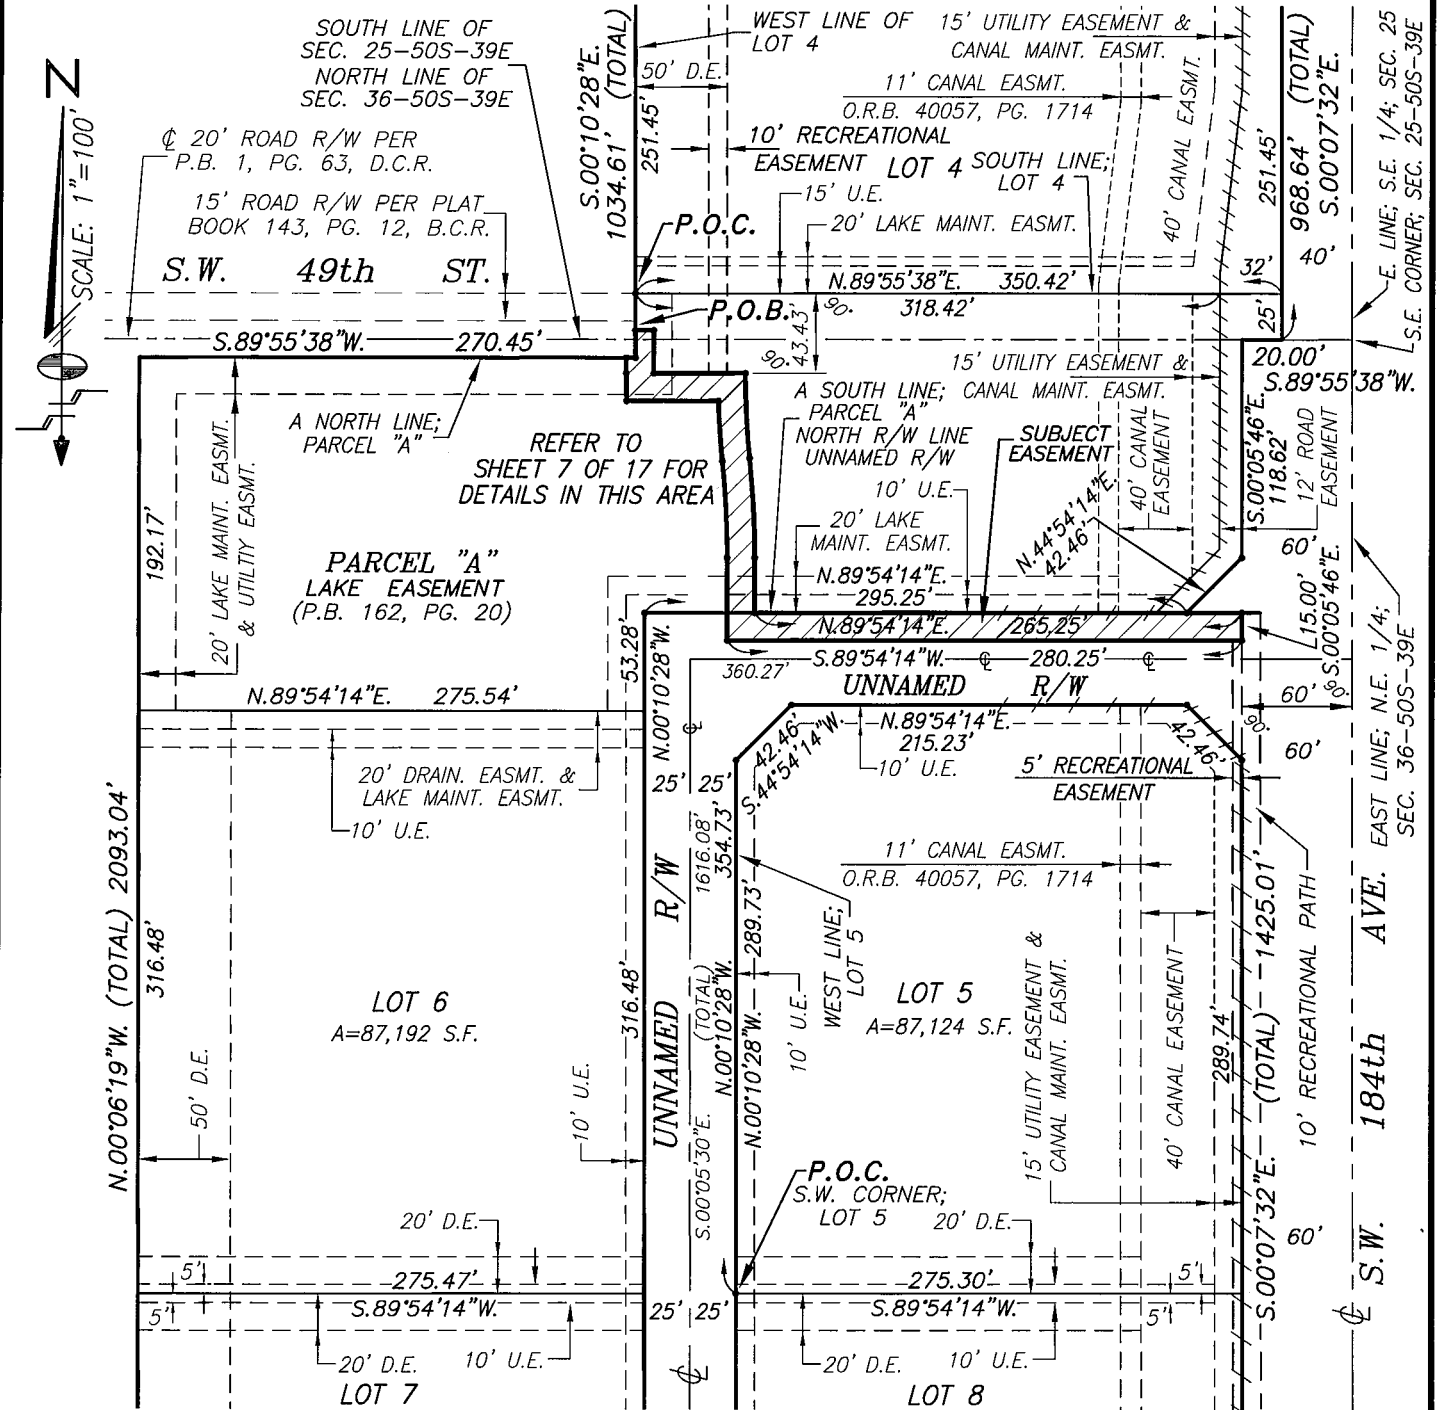 SOUTH LINE OF
SEC. 25-50S-39E
NORTH LINE OF
SEC. 36-50S-39E
N
SCALE: 1"=100'
℄ 20' ROAD R/W PER
P.B. 1, PG. 63, D.C.R.
15' ROAD R/W PER PLAT
BOOK 143, PG. 12, B.C.R.
S.W. 49th ST.
S.00°10'28"E.
1034.61' (TOTAL)
251.45'
WEST LINE OF
LOT 4
50' D.E.
15' UTILITY EASEMENT &
CANAL MAINT. EASMT.
11' CANAL EASMT.
O.R.B. 40057, PG. 1714
10' RECREATIONAL
EASEMENT
LOT 4
SOUTH LINE;
LOT 4
15' U.E.
20' LAKE MAINT. EASMT.
40' CANAL EASMT.
251.45'
968.64' (TOTAL)
S.00°07'32"E.
E. LINE; S.E. 1/4; SEC. 25
S.E. CORNER; SEC. 25-50S-39E
P.O.C.
N.89°55'38"E. 350.42'
318.42'
32'
40'
25'
P.O.B.
90°
43.43'
90°
S.89°55'38"W. 270.45'
20.00'
S.89°55'38"W.
15' UTILITY EASEMENT &
CANAL MAINT. EASMT.
A NORTH LINE;
PARCEL "A"
REFER TO
SHEET 7 OF 17 FOR
DETAILS IN THIS AREA
A SOUTH LINE;
PARCEL "A"
NORTH R/W LINE
UNNAMED R/W
SUBJECT
EASEMENT
10' U.E.
20' LAKE
MAINT. EASMT.
40' CANAL
EASEMENT
N.44°54'14"E.
42.46'
S.00°05'46"E.
118.62'
12' ROAD
EASEMENT
60'
192.17'
20' LAKE MAINT. EASMT.
& UTILITIY EASMT.
PARCEL "A"
LAKE EASEMENT
(P.B. 162, PG. 20)
N.89°54'14"E.
295.25'
N.89°54'14"E. 265.25'
15.00'
S.00°05'46"E.
53.28'
N.00°10'28"W.
360.27'
S.89°54'14"W. ℄ 280.25' ℄
UNNAMED R/W
60'
90°
EAST LINE; N.E. 1/4;
SEC. 36-50S-39E
N.89°54'14"E. 275.54'
℄
42.46'
S.44°54'14"W.
N.89°54'14"E.
215.23'
10' U.E.
42.46'
90°
60'
5' RECREATIONAL
EASEMENT
20' DRAIN. EASMT. &
LAKE MAINT. EASMT.
10' U.E.
25' 25'
11' CANAL EASMT.
O.R.B. 40057, PG. 1714
N.00°06'19"W. (TOTAL) 2093.04'
316.48'
LOT 6
A=87,192 S.F.
50' D.E.
10' U.E.
316.48'
UNNAMED R/W
S.00°05'30"E. (TOTAL) 1616.08'
N.00°10'28"W. 354.73'
N.00°10'28"W. 289.73'
10' U.E.
WEST LINE;
LOT 5
LOT 5
A=87,124 S.F.
15' UTILITY EASEMENT &
CANAL MAINT. EASMT.
40' CANAL EASEMENT
289.74'
S.00°07'32"E. (TOTAL) 1425.01'
10' RECREATIONAL PATH
S.W. 184th AVE.
60'
℄
P.O.C.
S.W. CORNER;
LOT 5
20' D.E.
20' D.E.
5'
275.47'
275.30'
5'
5'
S.89°54'14"W.
25' 25'
S.89°54'14"W.
5'
20' D.E.
10' U.E.
℄
20' D.E.
10' U.E.
LOT 7
LOT 8